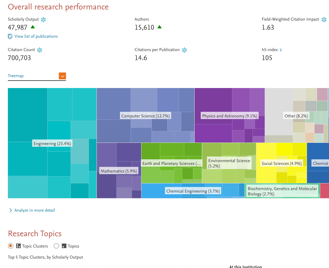 Overall research performance
Scholarly Output
Authors
Field-Weighted Citation Impact
47,987
15,610
1.63
View list of publications
Citation Count
Citations per Publication
h5-index
700,703
14.6
105
Treemap
Engineering (23.4%)
Computer Science (12.7%)
Physics and Astronomy (9.1%)
Other (8.2%)
Mathematics (5.9%)
Earth and Planetary Sciences (
Environmental Science
(5.2%)
Social Sciences (4.9%)
Chemical Engineering (3.7%)
Biochemistry, Genetics and Molecular
Biology (2.7%)
Analyze in more detail
Research Topics
Topic Clusters
Topics
Top 5 Topic Clusters, by Scholarly Output
At this Institution